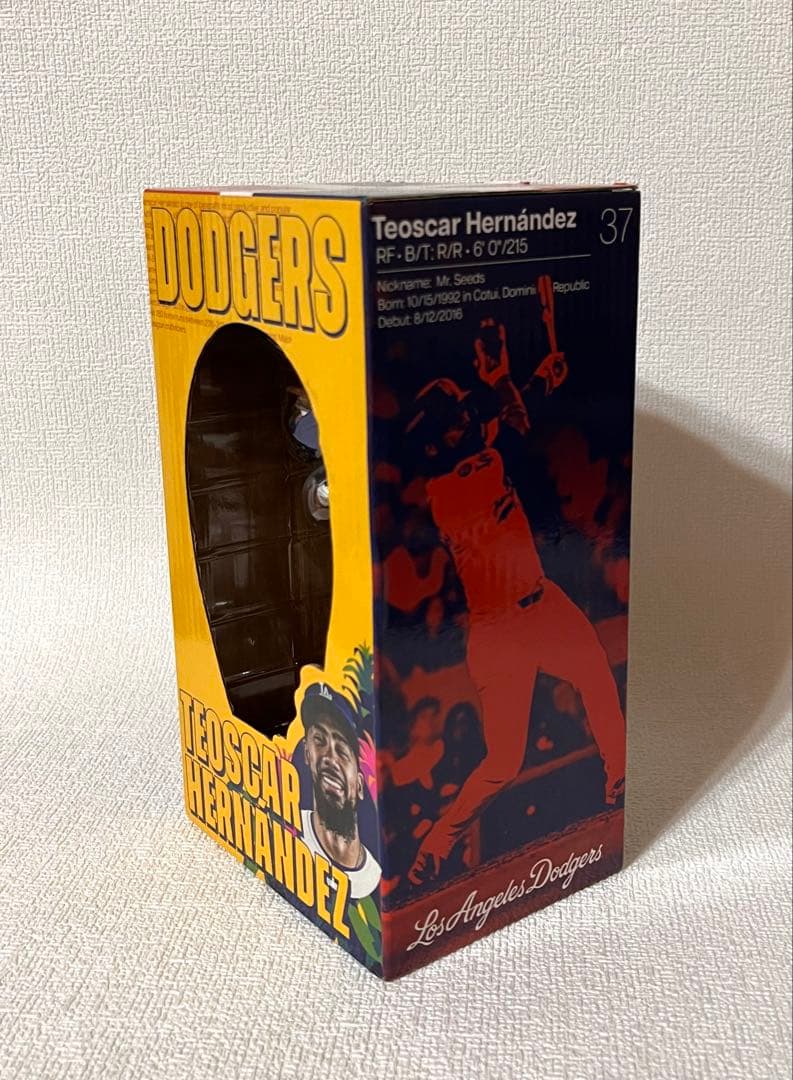 DODGERS
TEOSCAR
HERNÁNDEZ
Teoscar Hernández
37
RF • B/T: R/R • 6' 0"/215
Nickname: Mr. Seeds
Born: 10/15/1992 in Cotui, Domini Republic
Debut: 8/12/2016
Los Angeles Dodgers